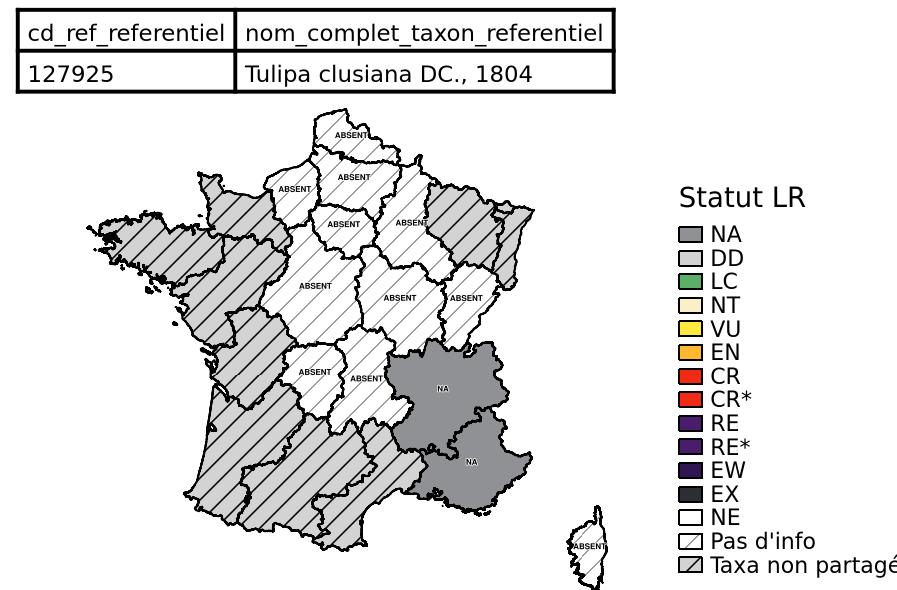 cd_ref_referentiel nom_complet_taxon_referentiel
127925 Tulipa clusiana DC., 1804
ABSENT
ABSENT
ABSENT
ABSENT
ABSENT
ABSENT
ABSENT
ABSENT
ABSENT
ABSENT
NA
NA
ABSENT
Statut LR
NA
DD
LC
NT
VU
EN
CR
CR*
RE
RE*
EW
EX
NE
Pas d'info
Taxa non partagé